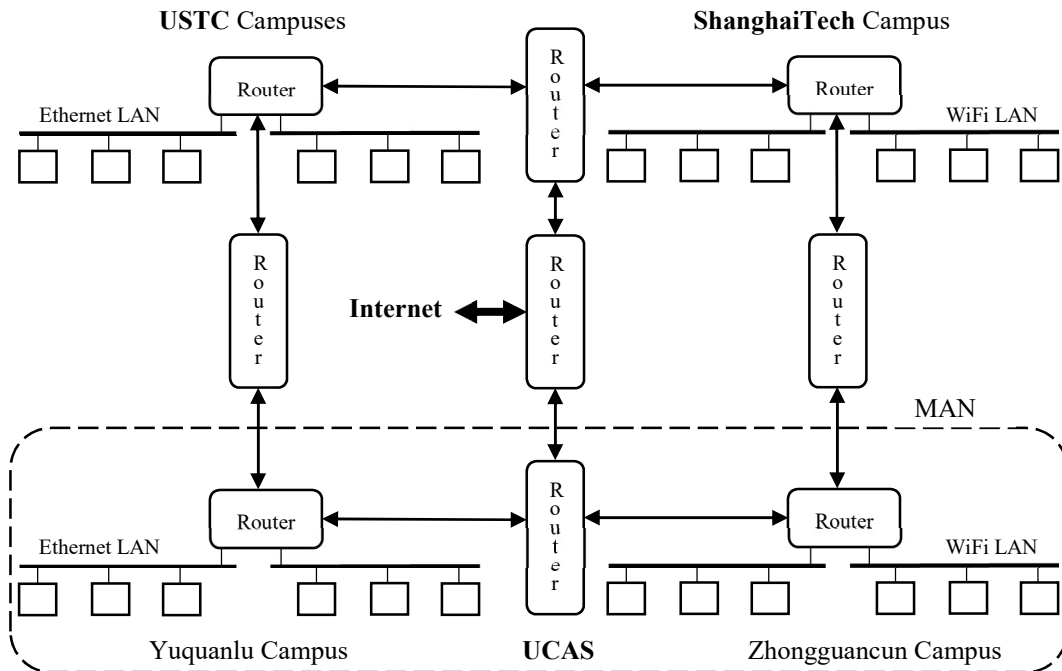 USTC Campuses
ShanghaiTech Campus
Router
Router
Router
Ethernet LAN
WiFi LAN
Router
Internet
Router
Router
MAN
Router
Router
Router
Ethernet LAN
WiFi LAN
Yuquanlu Campus
UCAS
Zhongguancun Campus